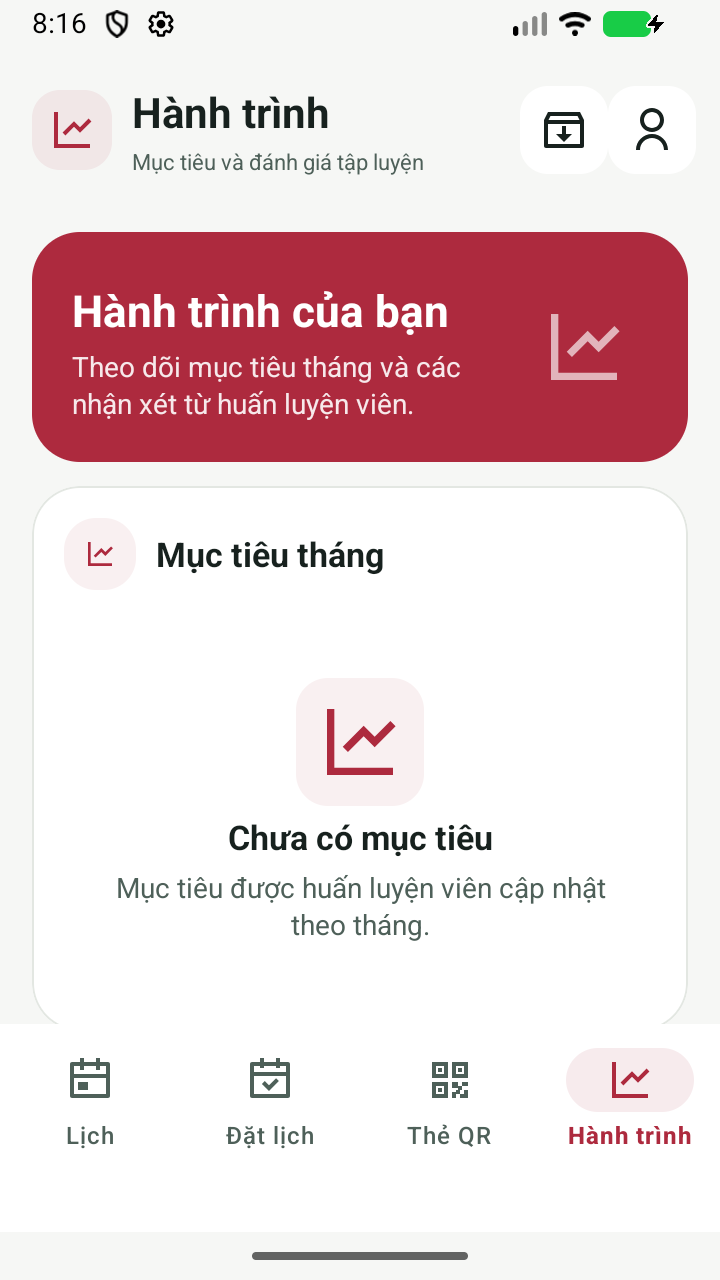 8:16
Hành trình
Mục tiêu và đánh giá tập luyện
Hành trình của bạn
Theo dõi mục tiêu tháng và các
nhận xét từ huấn luyện viên.
Mục tiêu tháng
Chưa có mục tiêu
Mục tiêu được huấn luyện viên cập nhật
theo tháng.
Lịch
Đặt lịch
Thẻ QR
Hành trình